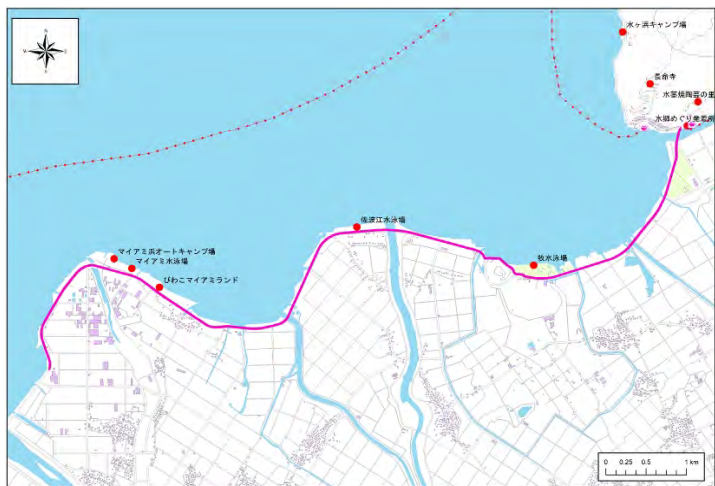 N
W
E
S
水ヶ浜キャンプ場
長命寺
水茎焼陶芸の里
水郷めぐり乗船所
佐波江水泳場
マイアミ浜オートキャンプ場
マイアミ水泳場
びわこマイアミランド
牧水泳場
0 0.25 0.5 1 km